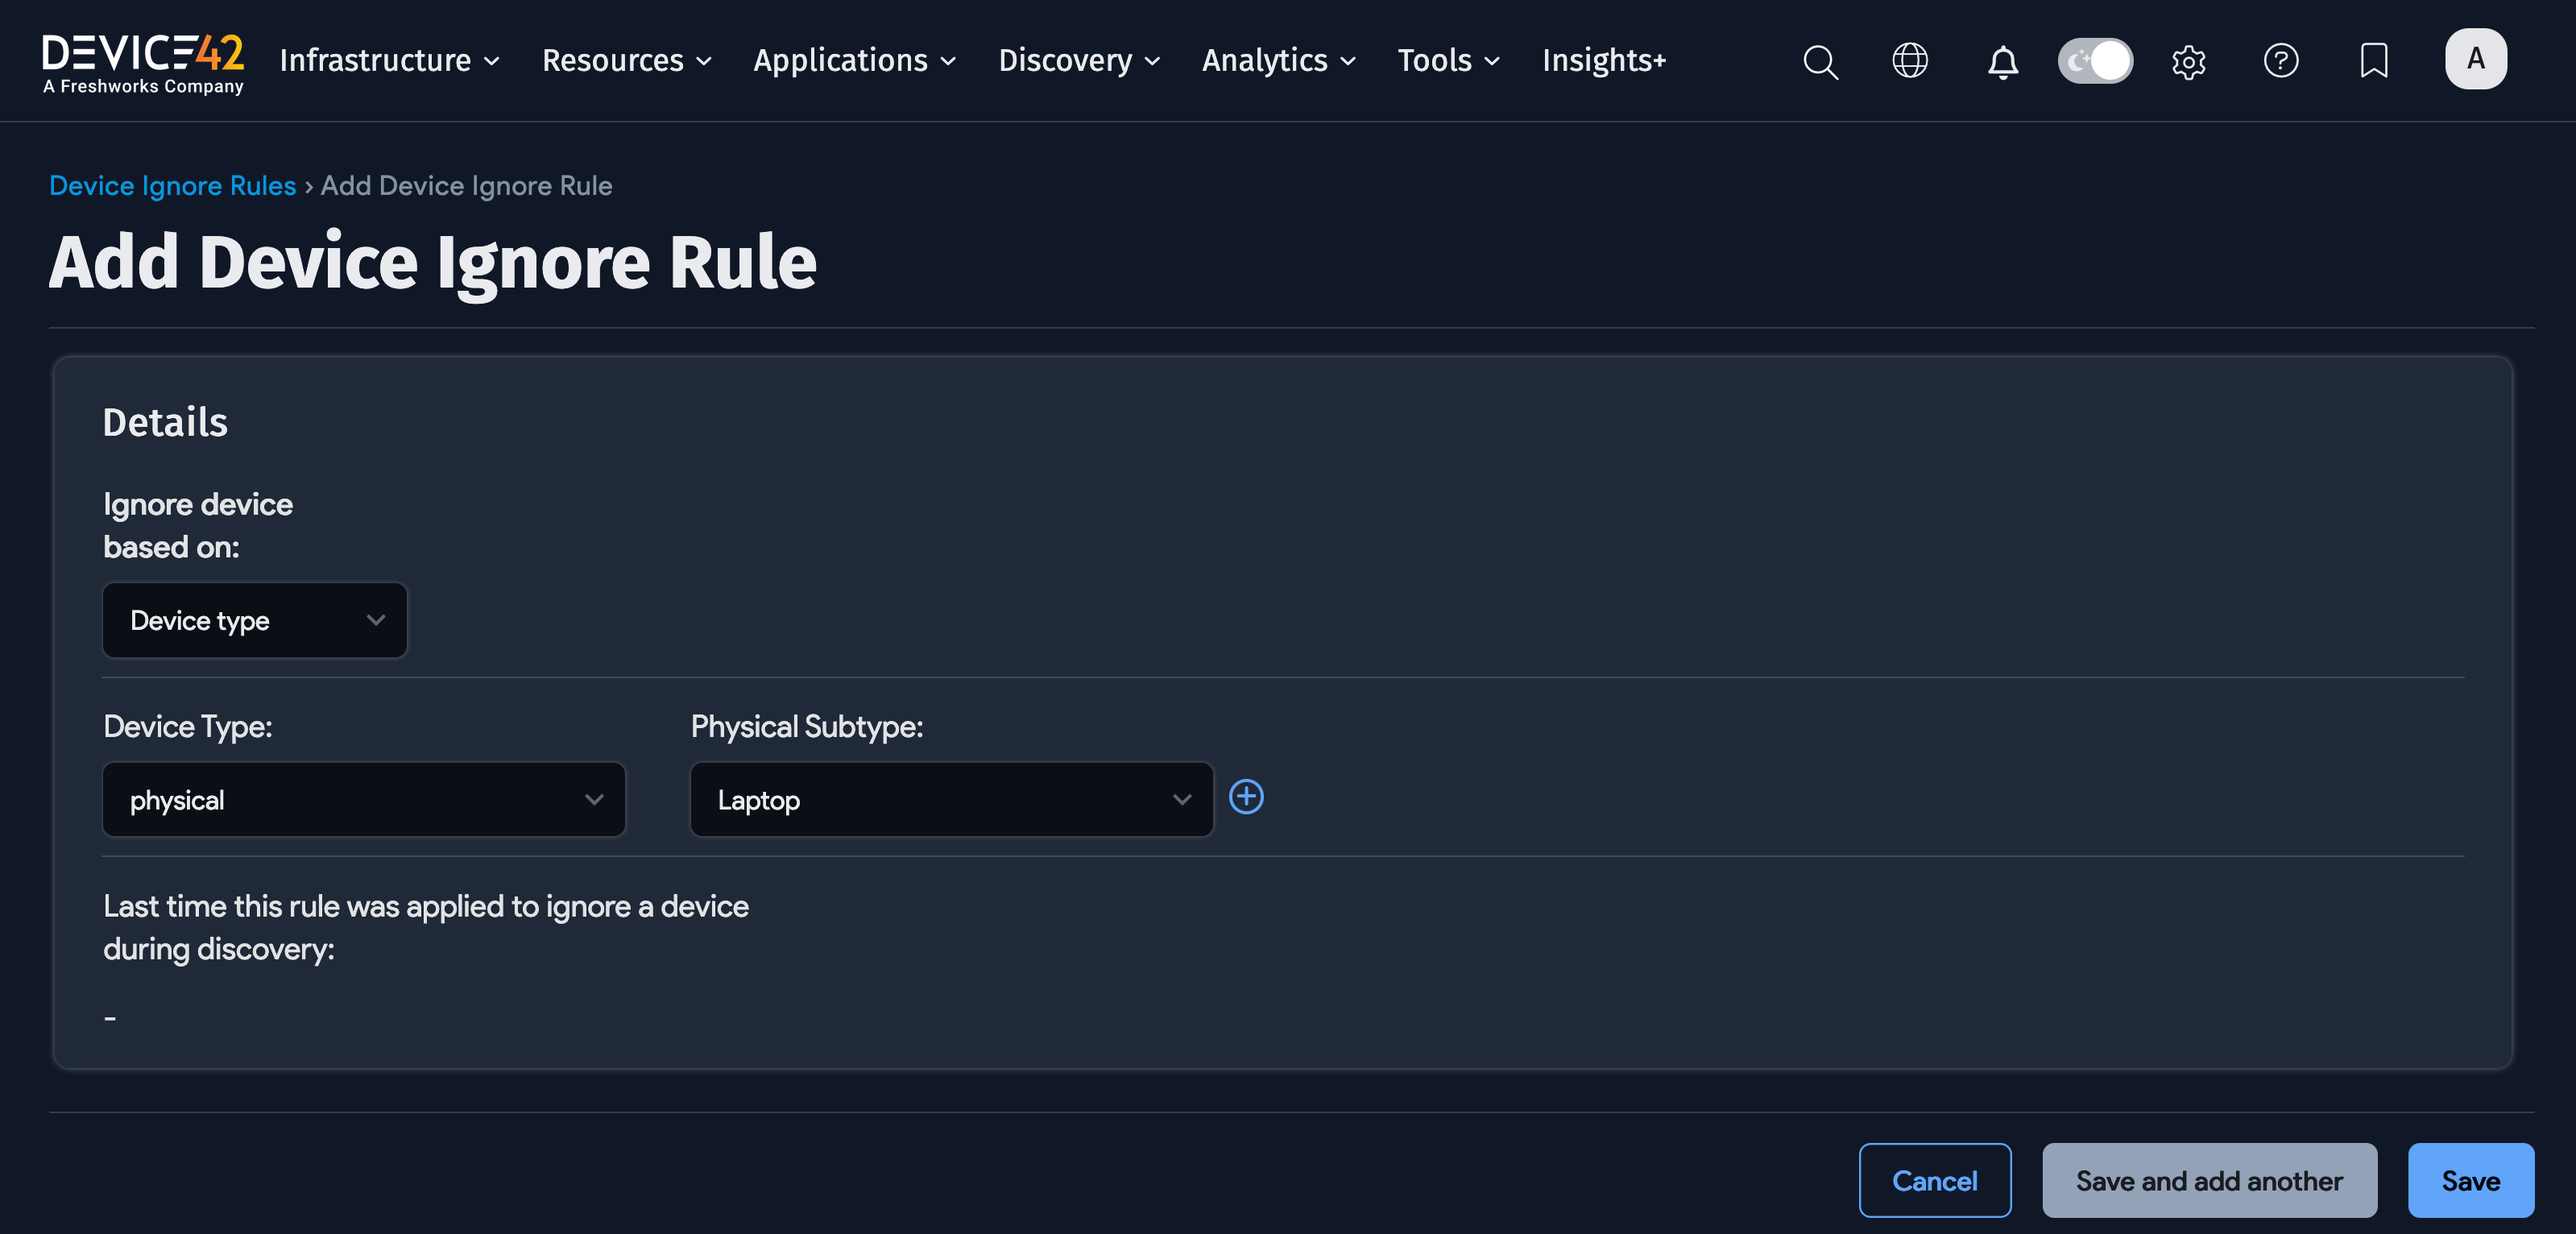 DEVICE42
A Freshworks Company
Infrastructure Resources Applications Discovery Analytics Tools Insights+
A
Device Ignore Rules › Add Device Ignore Rule
Add Device Ignore Rule
Details
Ignore device
based on:
Device type
Device Type: Physical Subtype:
physical Laptop
Last time this rule was applied to ignore a device
during discovery:
-
Cancel Save and add another Save